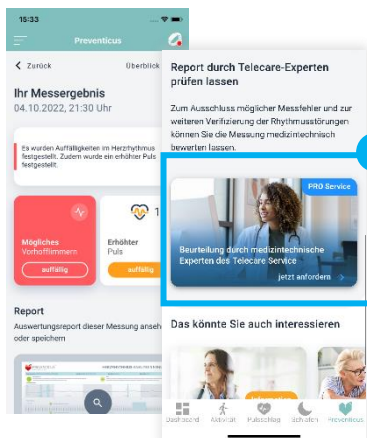 15:33
Preventicus
Zurück
Überblick
Ihr Messergebnis
04.10.2022, 21:30 Uhr
Es wurden Auffälligkeiten im Herzrhythmus
festgestellt. Zudem wurde ein erhöhter Puls
festgestellt.
Mögliches
Vorhofflimmern
auffällig
1
Erhöhter
Puls
auffällig
Report
Auswertungsreport dieser Messung anseh
oder speichern
Report durch Telecare-Experten
prüfen lassen
Zum Ausschluss möglicher Messfehler und zur
weiteren Verifizierung der Rhythmusstörungen
können Sie die Messung medizintechnisch
bewerten lassen.
PRO Service
Beurteilung durch medizintechnische
Experten des Telecare Service
jetzt anfordern
Das könnte Sie auch interessieren
Dashboard
Aktivität
Pulsschlag
Schlafen
Preventicus